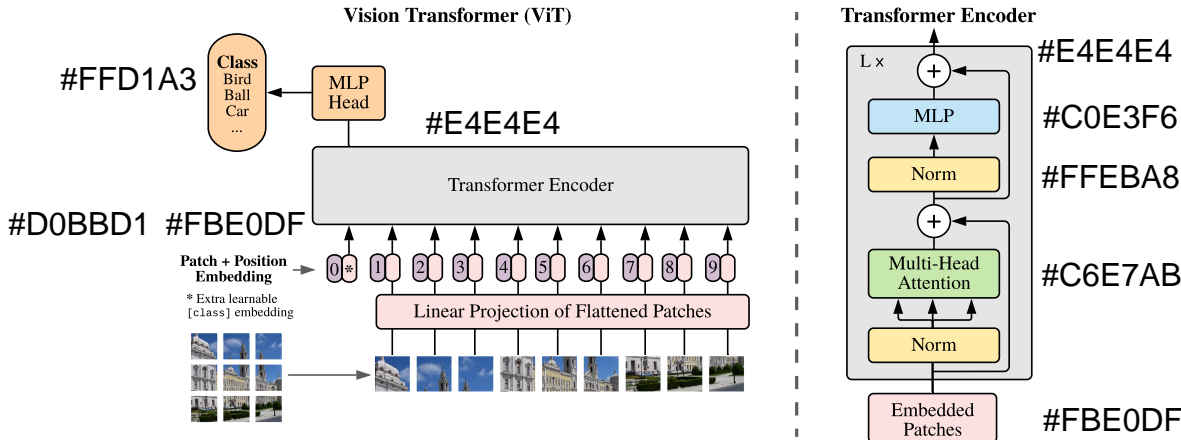 Vision Transformer (ViT)
#FFD1A3
Class
Bird
Ball
Car
...
MLP
Head
#E4E4E4
Transformer Encoder
#D0BBD1
#FBE0DF
Patch + Position
Embedding
0 * 1 2 3 4 5 6 7 8 9
* Extra learnable
[class] embedding
Linear Projection of Flattened Patches
Transformer Encoder
L ×
+
#E4E4E4
MLP
#C0E3F6
Norm
#FFEBA8
+
Multi-Head
Attention
#C6E7AB
Norm
Embedded
Patches
#FBE0DF